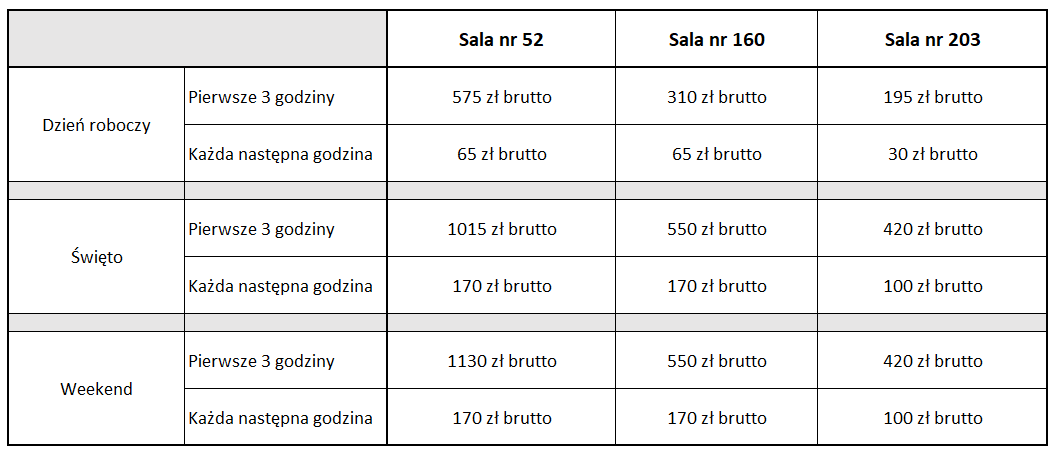 Sala nr 52 Sala nr 160 Sala nr 203
Pierwsze 3 godziny 575 zł brutto 310 zł brutto 195 zł brutto
Dzień roboczy
Każda następna godzina 65 zł brutto 65 zł brutto 30 zł brutto
Pierwsze 3 godziny 1015 zł brutto 550 zł brutto 420 zł brutto
Święto
Każda następna godzina 170 zł brutto 170 zł brutto 100 zł brutto
Pierwsze 3 godziny 1130 zł brutto 550 zł brutto 420 zł brutto
Weekend
Każda następna godzina 170 zł brutto 170 zł brutto 100 zł brutto